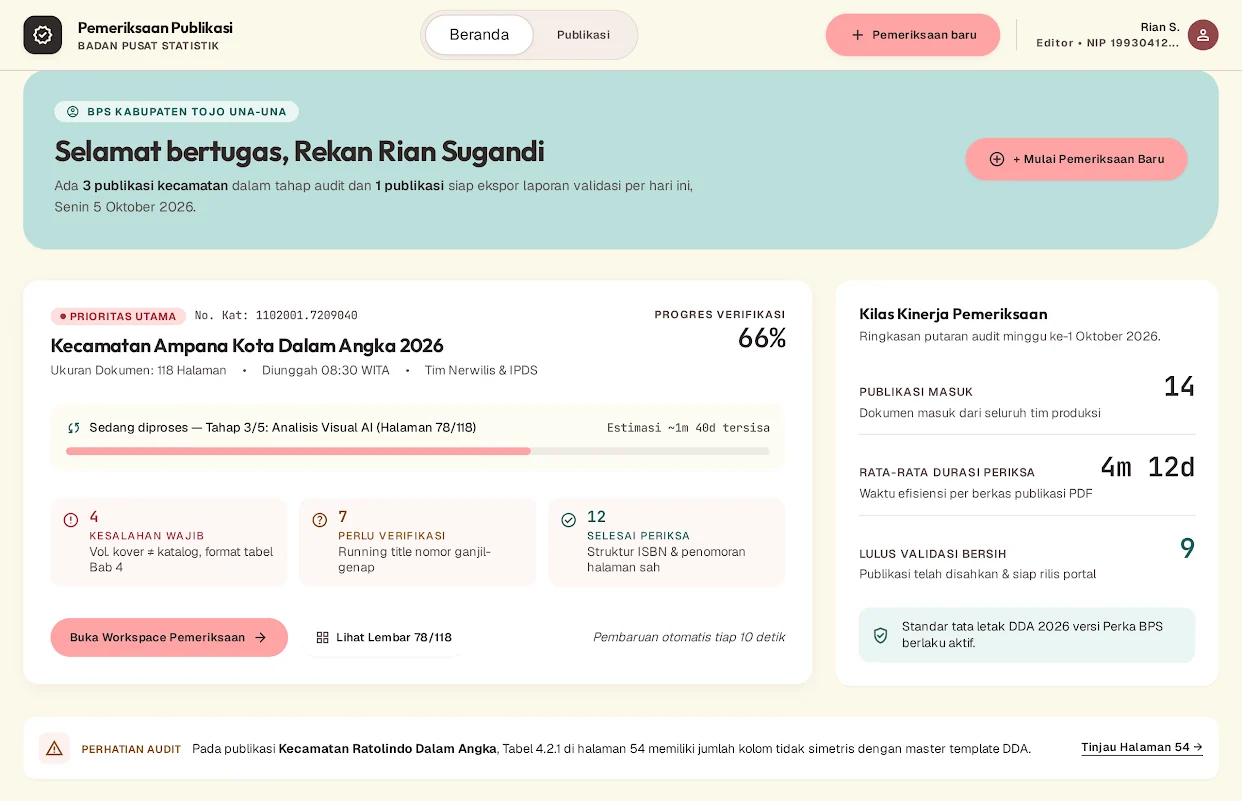 Pemeriksaan Publikasi
BADAN PUSAT STATISTIK
Beranda
Publikasi
+ Pemeriksaan baru
Rian S.
Editor • NIP 19930412...
BPS KABUPATEN TOJO UNA-UNA
Selamat bertugas, Rekan Rian Sugandi
Ada 3 publikasi kecamatan dalam tahap audit dan 1 publikasi siap ekspor laporan validasi per hari ini,
Senin 5 Oktober 2026.
+ Mulai Pemeriksaan Baru
PRIORITAS UTAMA
No. Kat: 1102001.7209040
Kecamatan Ampana Kota Dalam Angka 2026
Ukuran Dokumen: 118 Halaman • Diunggah 08:30 WITA • Tim Nerwilis & IPDS
PROGRES VERIFIKASI
66%
Sedang diproses — Tahap 3/5: Analisis Visual AI (Halaman 78/118)
Estimasi ~1m 40d tersisa
4
KESALAHAN WAJIB
Vol. kover ≠ katalog, format tabel
Bab 4
7
PERLU VERIFIKASI
Running title nomor ganjil-
genap
12
SELESAI PERIKSA
Struktur ISBN & penomoran
halaman sah
Buka Workspace Pemeriksaan →
Lihat Lembar 78/118
Pembaruan otomatis tiap 10 detik
Kilas Kinerja Pemeriksaan
Ringkasan putaran audit minggu ke-1 Oktober 2026.
PUBLIKASI MASUK
14
Dokumen masuk dari seluruh tim produksi
RATA-RATA DURASI PERIKSA
4m 12d
Waktu efisiensi per berkas publikasi PDF
LULUS VALIDASI BERSIH
9
Publikasi telah disahkan & siap rilis portal
Standar tata letak DDA 2026 versi Perka BPS
berlaku aktif.
PERHATIAN AUDIT
Pada publikasi Kecamatan Ratolindo Dalam Angka, Tabel 4.2.1 di halaman 54 memiliki jumlah kolom tidak simetris dengan master template DDA.
Tinjau Halaman 54 →